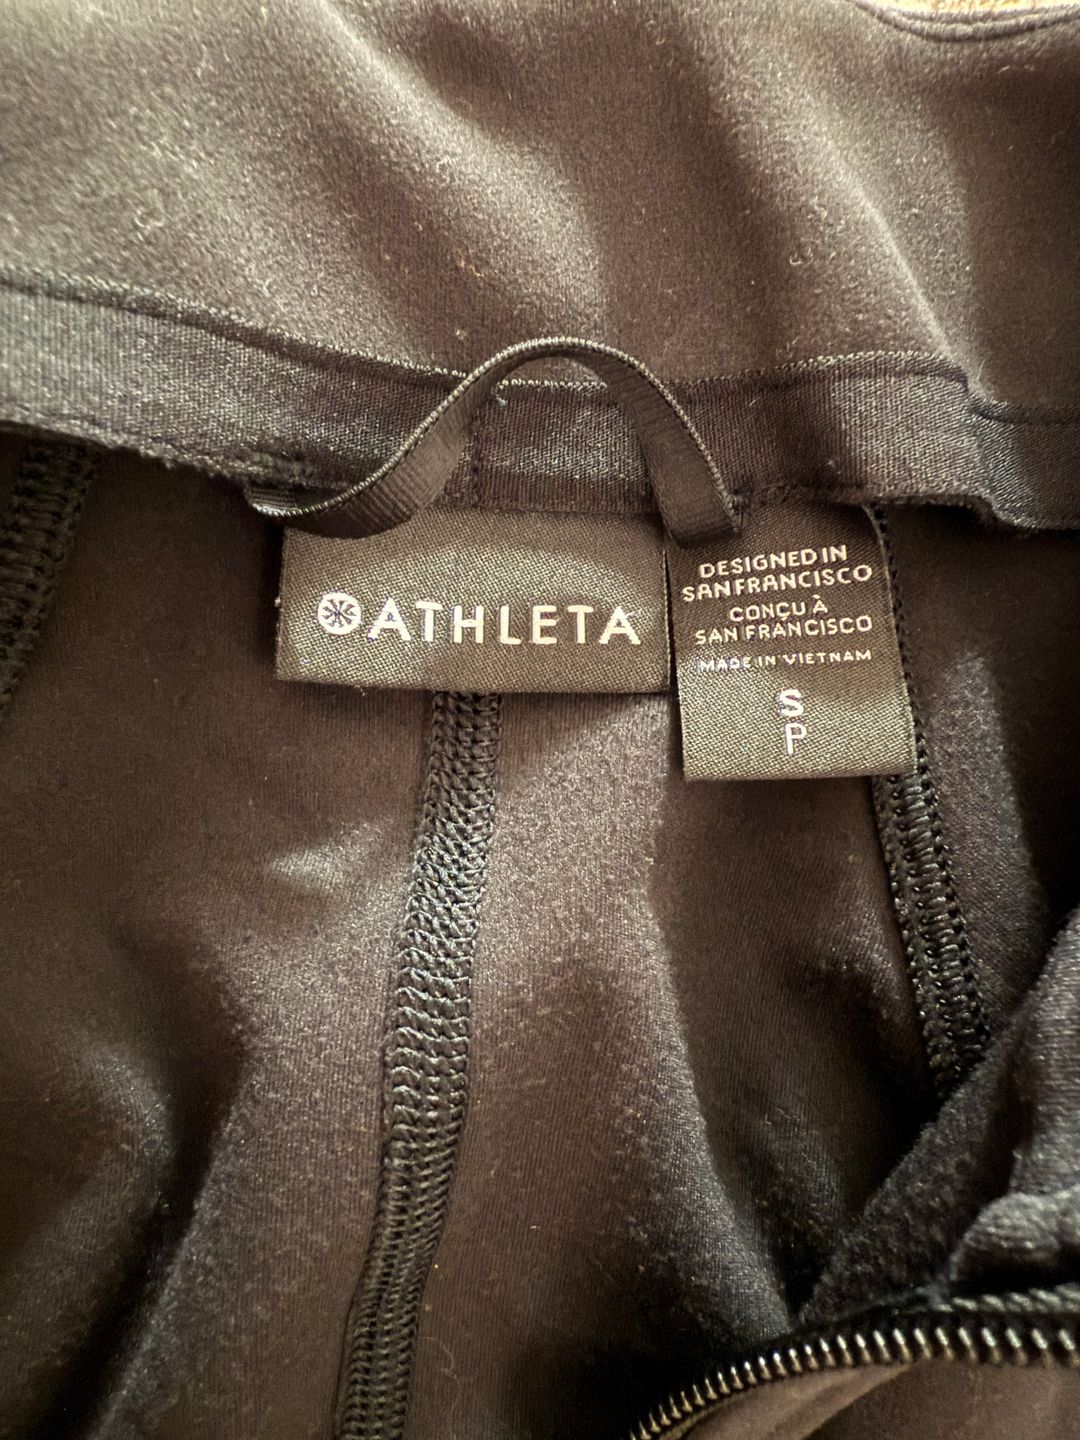 ATHLETA
DESIGNED IN
SAN FRANCISCO
CONÇU À
SAN FRANCISCO
MADE IN VIETNAM
S
P